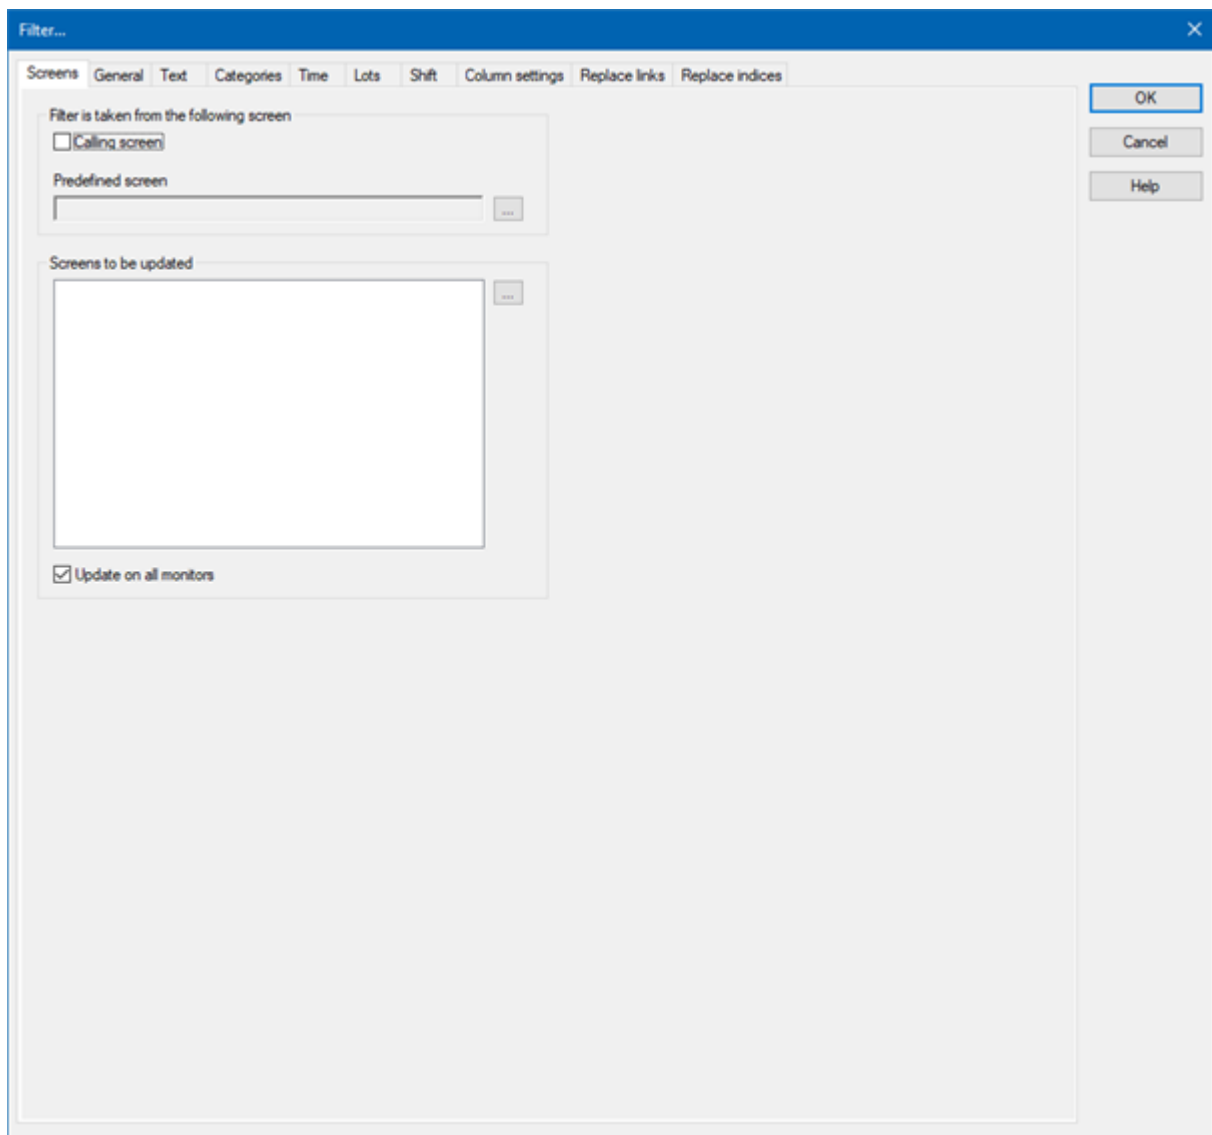 Filter...
Screens General Text Categories Time Lots Shift Column settings Replace links Replace indices
OK
Filter is taken from the following screen
Calling screen
Cancel
Predefined screen
Help
...
Screens to be updated
...
Update on all monitors